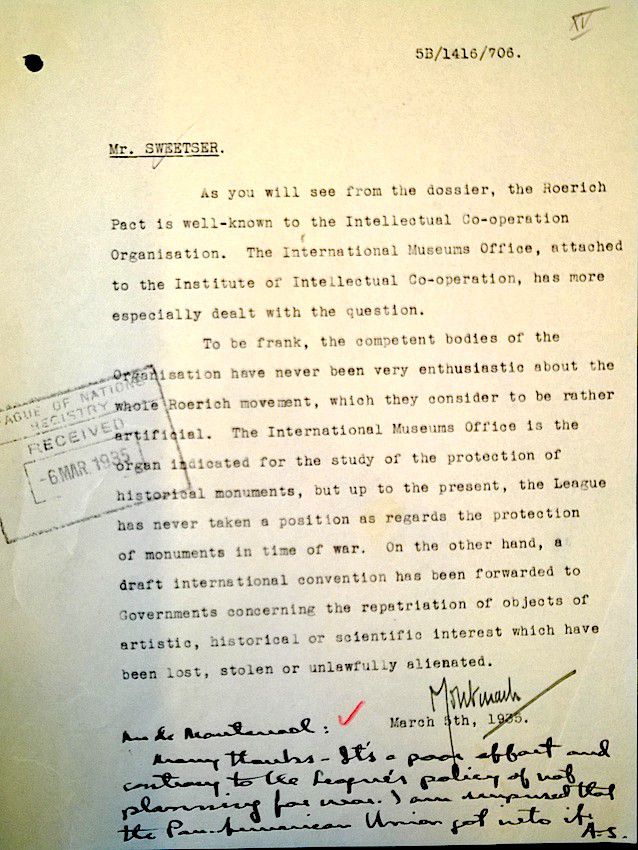 XV
5B/1416/706.
Mr. SWEETSER.
As you will see from the dossier, the Roerich
Pact is well-known to the Intellectual Co-operation
Organisation. The International Museums Office, attached
to the Institute of Intellectual Co-operation, has more
especially dealt with the question.
To be frank, the competent bodies of the
Organisation have never been very enthusiastic about the
whole Roerich movement, which they consider to be rather
artificial. The International Museums Office is the
organ indicated for the study of the protection of
historical monuments, but up to the present, the League
has never taken a position as regards the protection
of monuments in time of war. On the other hand, a
draft international convention has been forwarded to
Governments concerning the repatriation of objects of
artistic, historical or scientific interest which have
been lost, stolen or unlawfully alienated.
AGUE OF NATIONS
REGISTRY
RECEIVED
-6 MAR. 1935
March 5th, 1935.
de Montenach:
Many thanks - It's a poor effort and
contrary to the League's policy of not
planning for war. I am surprised that
the Pan-American Union got into it.
A.S.